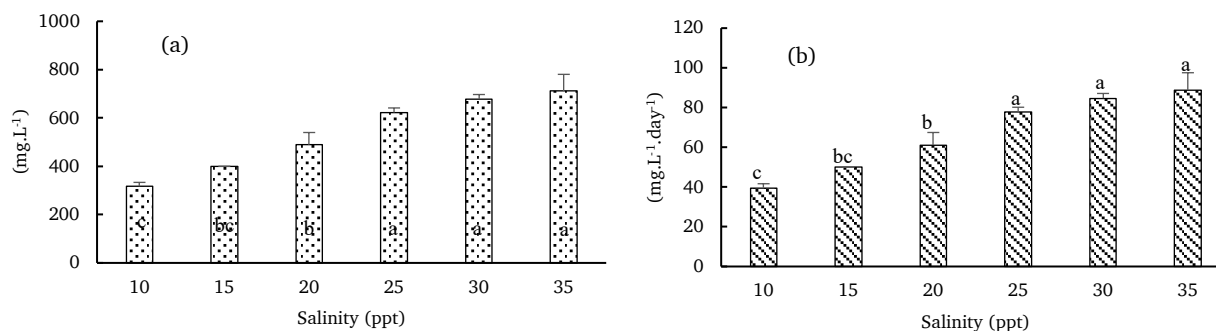 (a)
(mg.L⁻¹)
1000
800
600
400
200
0
c bc b a a a
10 15 20 25 30 35
Salinity (ppt)
(b)
(mg.L⁻¹.day⁻¹)
120
100
80
60
40
20
0
c bc b a a a
10 15 20 25 30 35
Salinity (ppt)